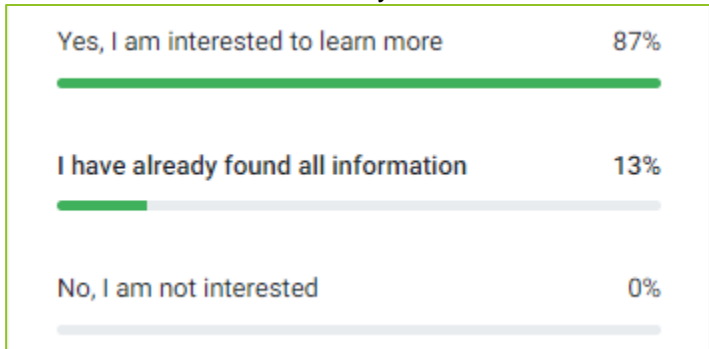 Yes, I am interested to learn more 87%
I have already found all information 13%
No, I am not interested 0%